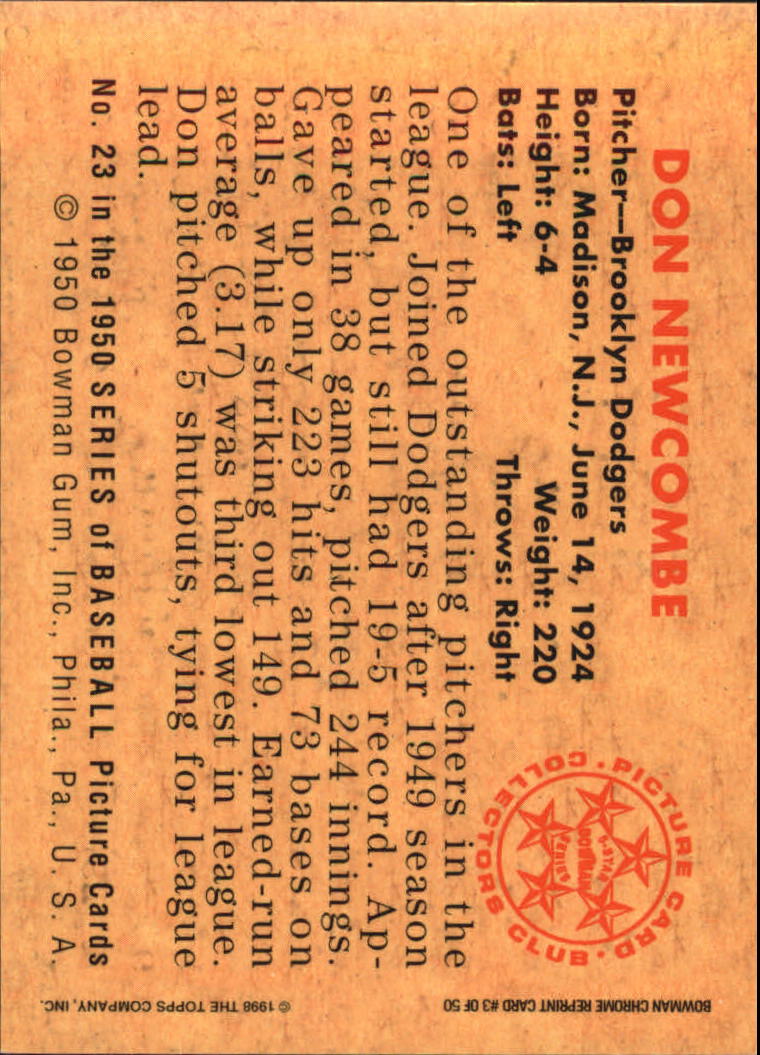 DON NEWCOMBE
Pitcher—Brooklyn Dodgers
Born: Madison, N.J., June 14, 1924
Height: 6-4 Weight: 220
Bats: Left Throws: Right
One of the outstanding pitchers in the
league. Joined Dodgers after 1949 season
started, but still had 19-5 record. Ap-
peared in 38 games, pitched 244 innings.
Gave up only 223 hits and 73 bases on
balls, while striking out 149. Earned-run
average (3.17) was third lowest in league.
Don pitched 5 shutouts, tying for league
lead.
No. 23 in the 1950 SERIES of BASEBALL Picture Cards
© 1950 Bowman Gum, Inc., Phila., Pa., U. S. A.
PICTURE CARD · COLLECTORS CLUB ·
5-STAR
BOWMAN
SERIES
BOWMAN CHROME REPRINT CARD #3 OF 50
© 1998 THE TOPPS COMPANY, INC.